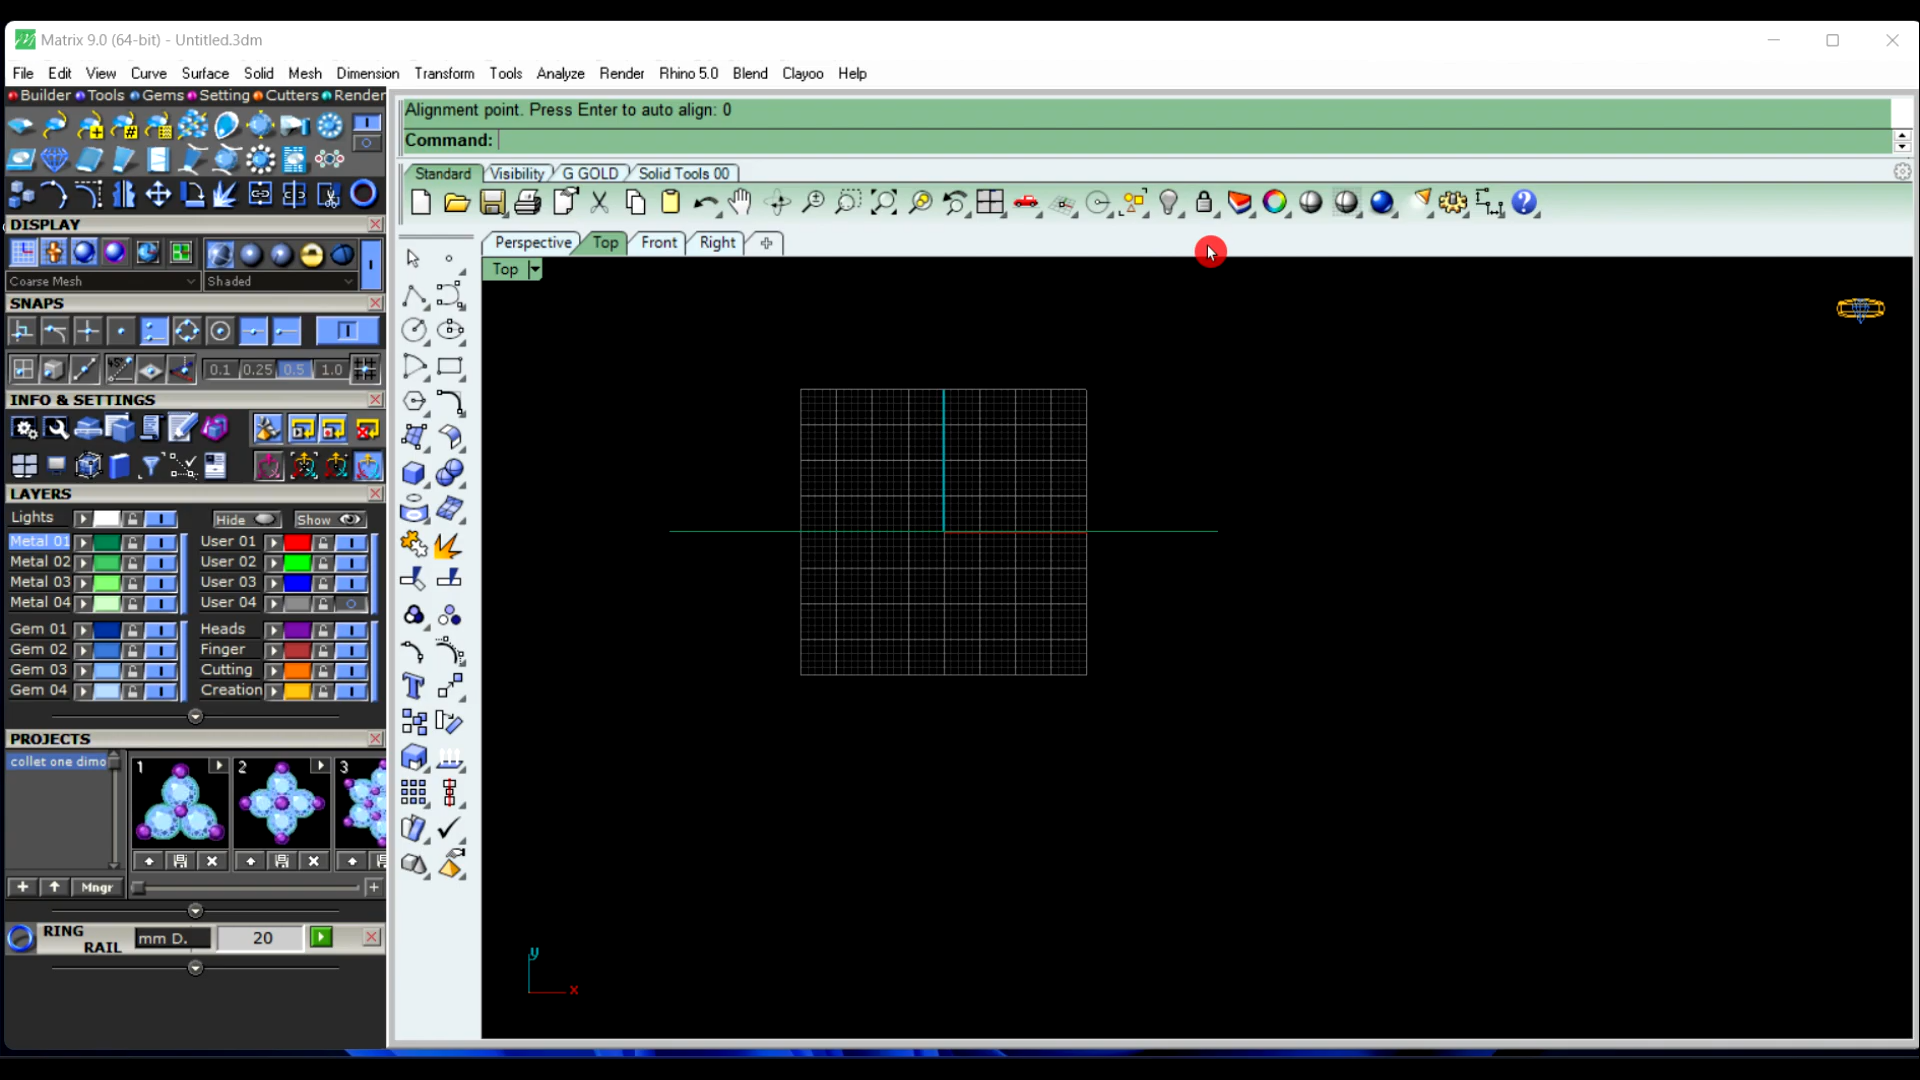 Matrix 9.0 (64-bit) - Untitled.3dm
File Edit View Curve Surface Solid Mesh Dimension Transform Tools Analyze Render Rhino 5.0 Blend Clayoo Help
Builder Tools Gems Setting Cutters Render
Alignment point. Press Enter to auto align: 0
Command:
Standard Visibility G GOLD Solid Tools 00
DISPLAY
Perspective Top Front Right
Top
Coarse Mesh Shaded
SNAPS
0.1 0.25 0.5 1.0
INFO & SETTINGS
LAYERS
Lights Hide Show
Metal 01 User 01
Metal 02 User 02
Metal 03 User 03
Metal 04 User 04
Gem 01 Heads
Gem 02 Finger
Gem 03 Cutting
Gem 04 Creation
PROJECTS
collet one dimo
1 2 3
Mngr
RING RAIL mm D. 20
y
x